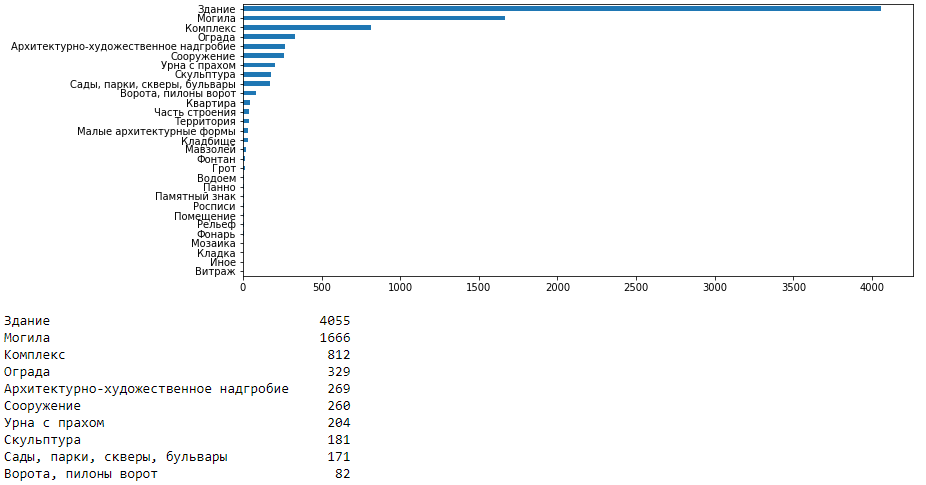 Здание
Могила
Комплекс
Ограда
Архитектурно-художественное надгробие
Сооружение
Урна с прахом
Скульптура
Сады, парки, скверы, бульвары
Ворота, пилоны ворот
Квартира
Часть строения
Территория
Малые архитектурные формы
Кладбище
Мавзолей
Фонтан
Грот
Водоем
Панно
Памятный знак
Росписи
Помещение
Рельеф
Фонарь
Мозаика
Кладка
Иное
Витраж
0 500 1000 1500 2000 2500 3000 3500 4000
Здание 4055
Могила 1666
Комплекс 812
Ограда 329
Архитектурно-художественное надгробие 269
Сооружение 260
Урна с прахом 204
Скульптура 181
Сады, парки, скверы, бульвары 171
Ворота, пилоны ворот 82